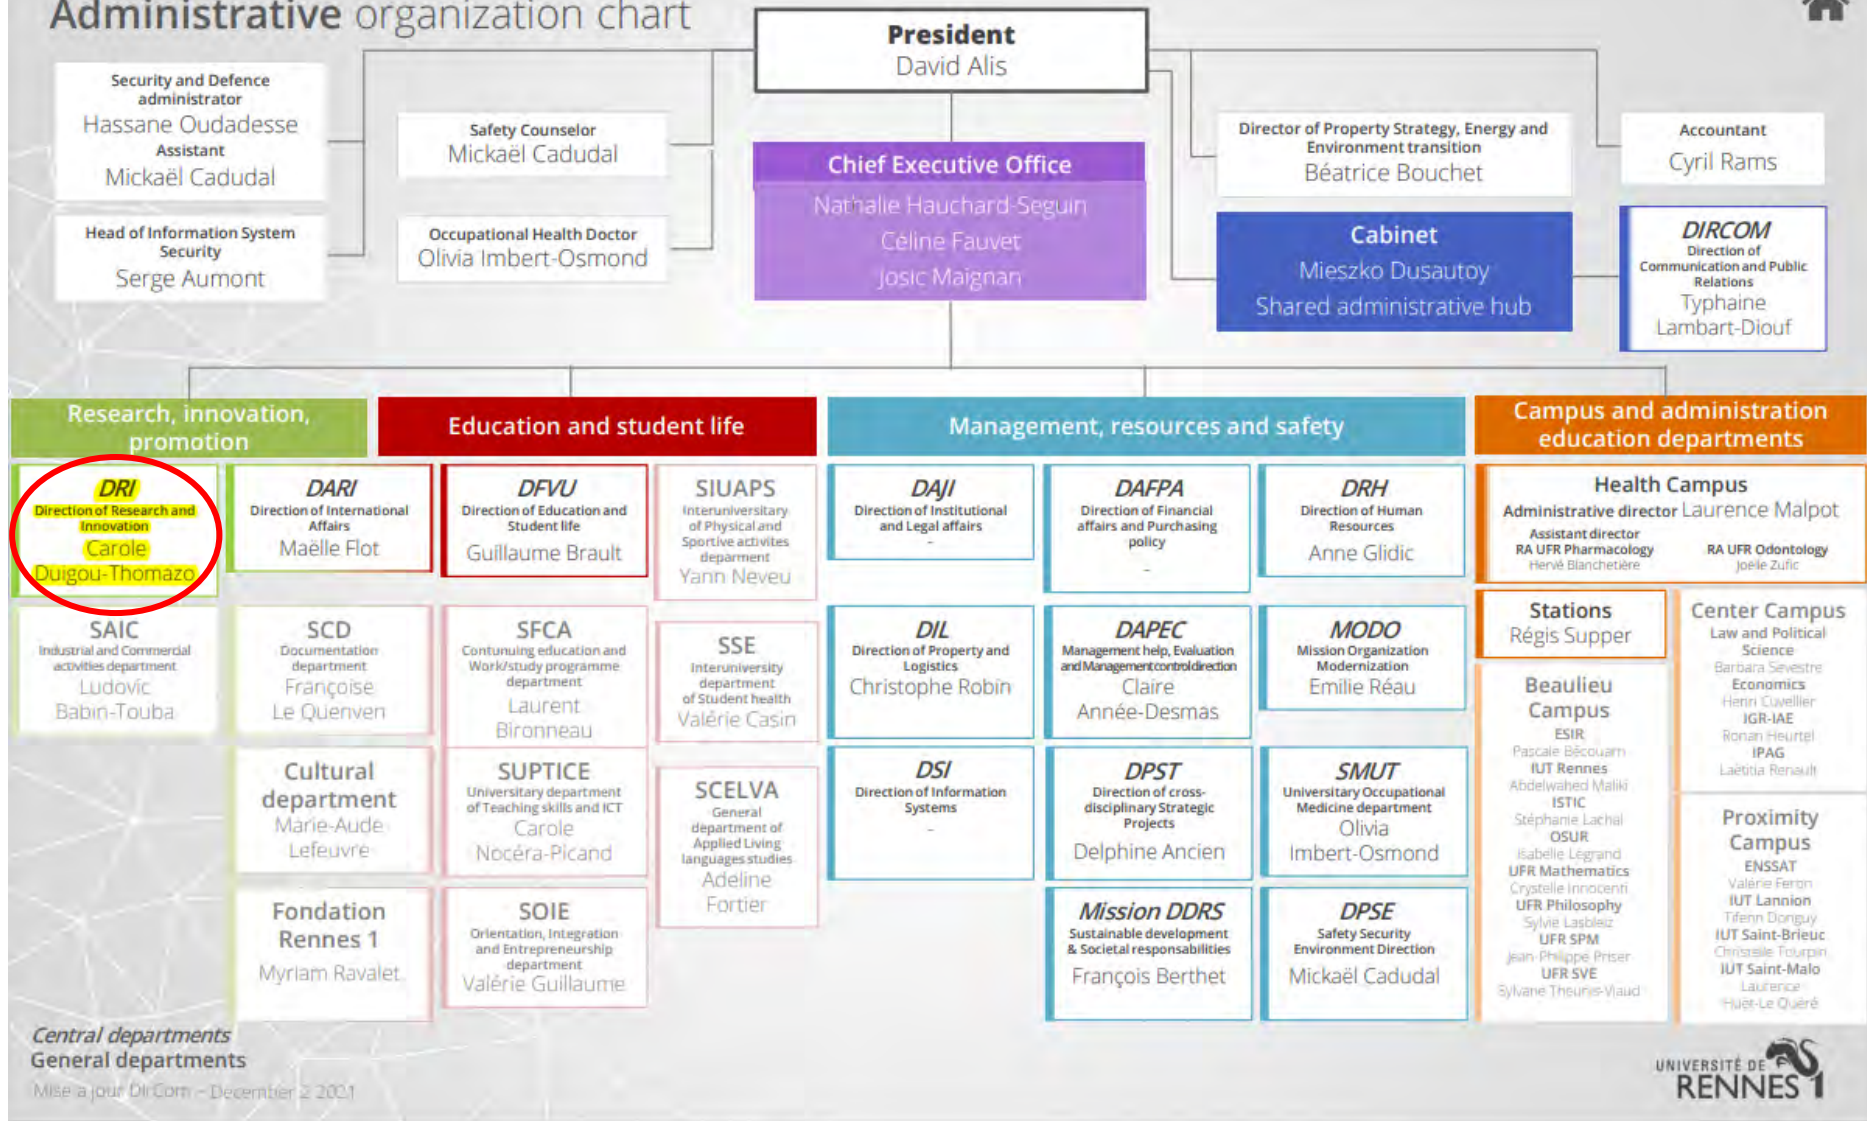 Administrative organization chart
President
David Alis
Security and Defence
administrator
Hassane Oudadesse
Assistant
Mickaël Cadudal
Safety Counselor
Mickaël Cadudal
Chief Executive Office
Nathalie Hauchard-Seguin
Céline Fauvet
Josic Maignan
Director of Property Strategy, Energy and
Environment transition
Béatrice Bouchet
Accountant
Cyril Rams
Head of Information System
Security
Serge Aumont
Occupational Health Doctor
Olivia Imbert-Osmond
Cabinet
Mieszko Dusautoy
Shared administrative hub
DIRCOM
Direction of
Communication and Public
Relations
Typhaine
Lambart-Diouf
Research, innovation,
promotion
Education and student life
Management, resources and safety
Campus and administration
education departments
DRI
Direction of Research and
Innovation
Carole
Duigou-Thomazo
DARI
Direction of International
Affairs
Maëlle Flot
DFVU
Direction of Education and
Student life
Guillaume Brault
SIUAPS
Interuniversitary
of Physical and
Sportive activites
deparment
Yann Neveu
DAJI
Direction of Institutional
and Legal affairs
-
DAFPA
Direction of Financial
affairs and Purchasing
policy
-
DRH
Direction of Human
Resources
Anne Glidic
Health Campus
Administrative director Laurence Malpot
Assistant director
RA UFR Pharmacology
Hervé Blanchetière
RA UFR Odontology
Joelle Zufic
SAIC
Industrial and Commercial
activities department
Ludovic
Babin-Touba
SCD
Documentation
department
Françoise
Le Quenven
SFCA
Contunuing education and
Work/study programme
department
Laurent
Bironneau
SSE
Interuniversity
department
of Student health
Valérie Casin
DIL
Direction of Property and
Logistics
Christophe Robin
DAPEC
Management help, Evaluation
and Management control direction
Claire
Année-Desmas
MODO
Mission Organization
Modernization
Emilie Réau
Stations
Régis Supper
Center Campus
Law and Political
Science
Barbara Sevestre
Economics
Henri Cuvellier
IGR-IAE
Ronan Heurtel
IPAG
Laëtitia Renault
Beaulieu
Campus
ESIR
Pascale Bécouarn
IUT Rennes
Abdelwahed Maliki
ISTIC
Stéphanie Lachal
OSUR
Isabelle Legrand
UFR Mathematics
Crystelle Innocenti
UFR Philosophy
Sylvie Lasbleiz
UFR SPM
Jean-Philippe Priser
UFR SVE
Sylvane Theunis-Viaud
Cultural
department
Marie-Aude
Lefeuvre
SUPTICE
Universitary department
of Teaching skills and ICT
Carole
Nocéra-Picand
SCELVA
General
department of
Applied Living
languages studies
Adeline
Fortier
DSI
Direction of Information
Systems
-
DPST
Direction of cross-
disciplinary Strategic
Projects
Delphine Ancien
SMUT
Universitary Occupational
Medicine department
Olivia
Imbert-Osmond
Proximity
Campus
ENSSAT
Valérie Feron
IUT Lannion
Tifenn Donguy
IUT Saint-Brieuc
Christelle Tourpin
IUT Saint-Malo
Laurence
Huer-Le Quéré
Fondation
Rennes 1
Myriam Ravalet
SOIE
Orientation, Integration
and Entrepreneurship
department
Valérie Guillaume
Mission DDRS
Sustainable development
& Societal responsabilities
François Berthet
DPSE
Safety Security
Environment Direction
Mickaël Cadudal
Central departments
General departments
Mise a jour DirCom – December 2 2021
UNIVERSITÉ DE
RENNES 1